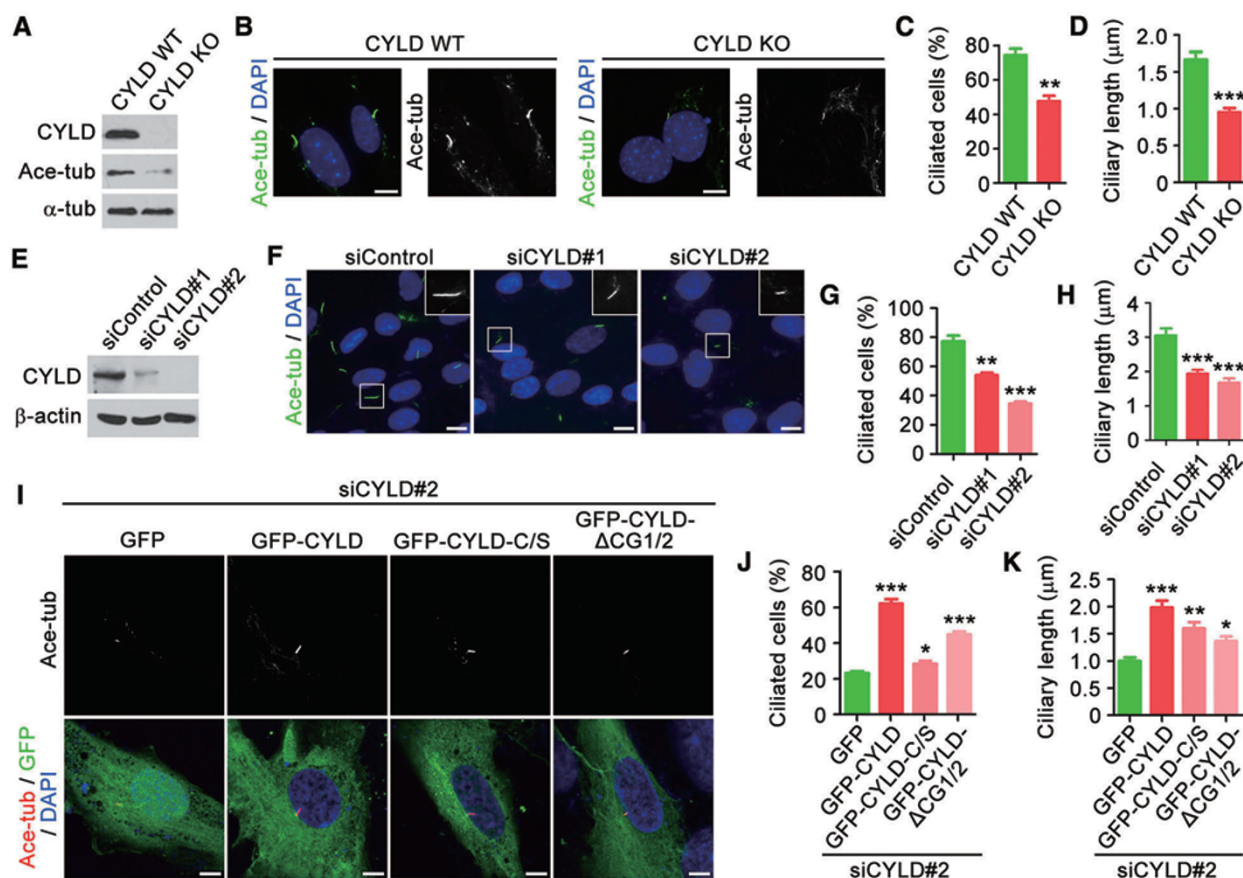 A
CYLD WT
CYLD KO
CYLD
Ace-tub
α-tub
B
CYLD WT
CYLD KO
Ace-tub / DAPI
Ace-tub
Ace-tub / DAPI
Ace-tub
C
Ciliated cells (%)
80
60
40
20
0
**
CYLD WT
CYLD KO
D
Ciliary length (μm)
2.0
1.5
1.0
0.5
0
***
CYLD WT
CYLD KO
E
siControl
siCYLD#1
siCYLD#2
CYLD
β-actin
F
siControl
siCYLD#1
siCYLD#2
Ace-tub / DAPI
G
Ciliated cells (%)
100
80
60
40
20
0
**
***
siControl
siCYLD#1
siCYLD#2
H
Ciliary length (μm)
4
3
2
1
0
***
***
siControl
siCYLD#1
siCYLD#2
I
siCYLD#2
GFP
GFP-CYLD
GFP-CYLD-C/S
GFP-CYLD-
ΔCG1/2
Ace-tub
Ace-tub / GFP
/ DAPI
J
Ciliated cells (%)
80
60
40
20
0
***
*
***
GFP
GFP-CYLD
GFP-CYLD-C/S
GFP-CYLD-
ΔCG1/2
siCYLD#2
K
Ciliary length (μm)
2.5
2.0
1.5
1.0
0.5
0
***
**
*
GFP
GFP-CYLD
GFP-CYLD-C/S
GFP-CYLD-
ΔCG1/2
siCYLD#2